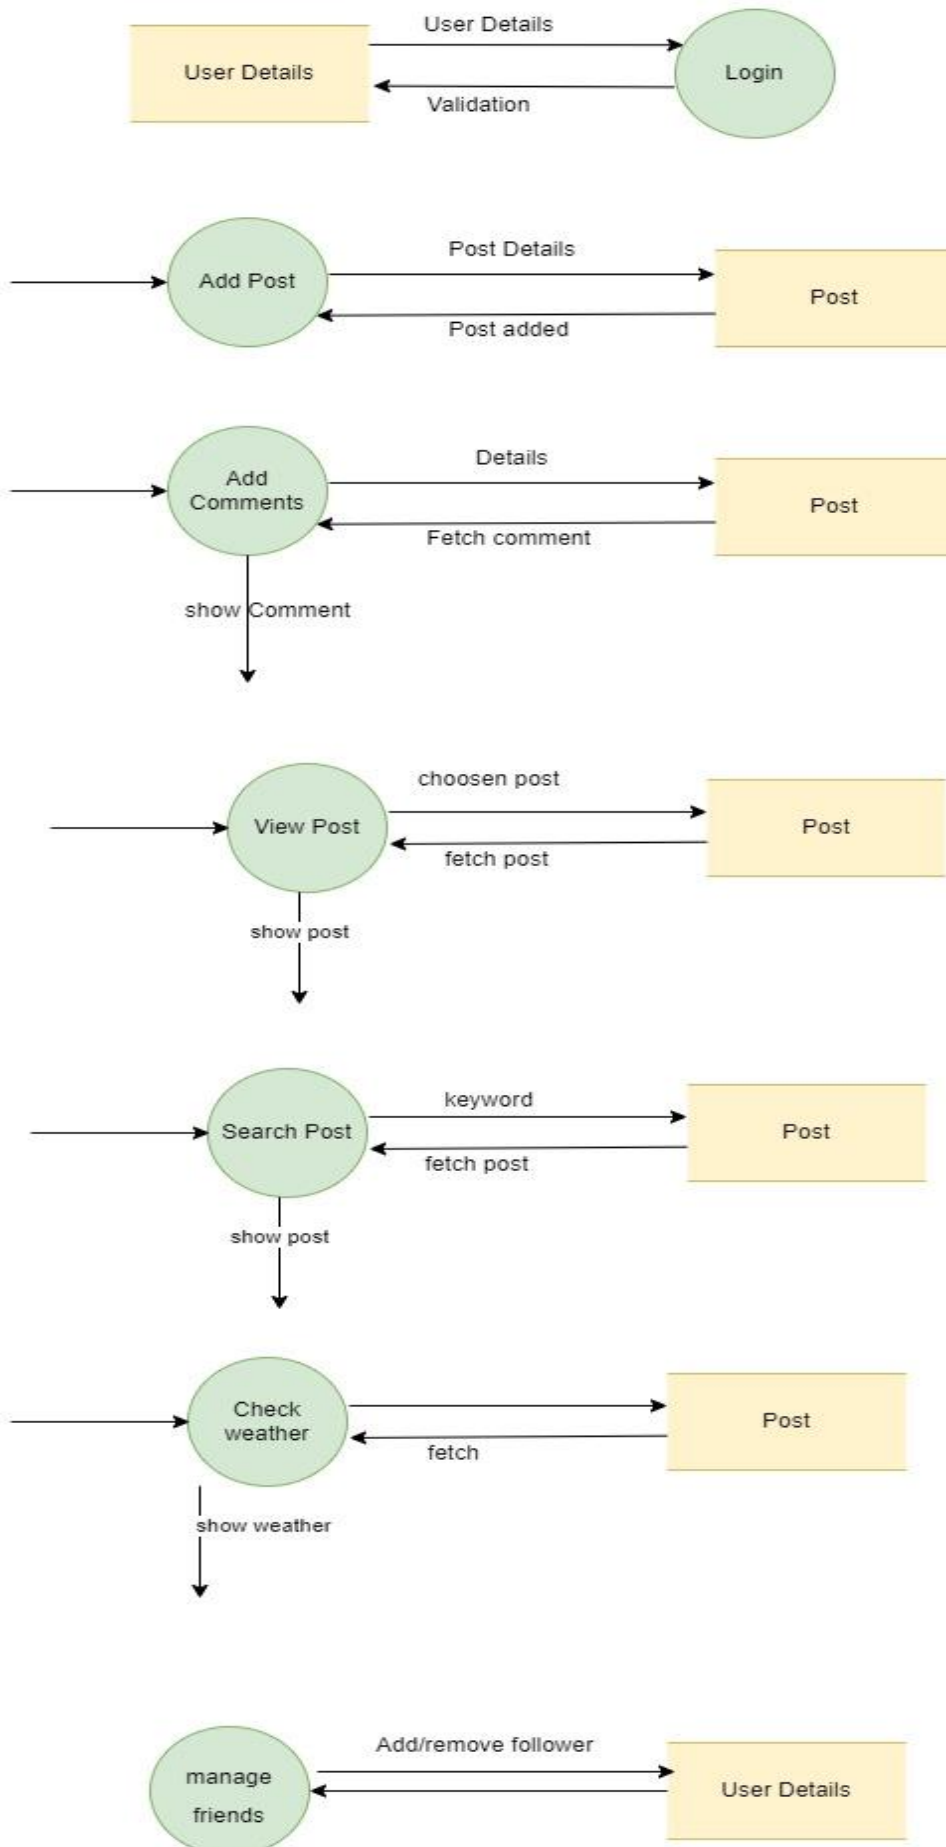 User Details
User Details
Login
Validation
Post Details
Add Post
Post
Post added
Details
Add
Comments
Post
Fetch comment
show Comment
choosen post
View Post
Post
fetch post
show post
keyword
Search Post
Post
fetch post
show post
Check
weather
Post
fetch
show weather
Add/remove follower
manage
friends
User Details